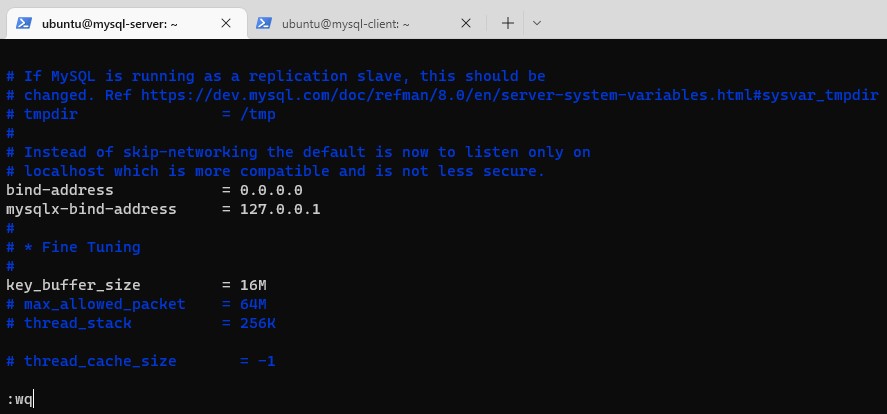 ubuntu@mysql-server: ~
ubuntu@mysql-client: ~
# If MySQL is running as a replication slave, this should be
# changed. Ref https://dev.mysql.com/doc/refman/8.0/en/server-system-variables.html#sysvar_tmpdir
# tmpdir                = /tmp
#
# Instead of skip-networking the default is now to listen only on
# localhost which is more compatible and is not less secure.
bind-address            = 0.0.0.0
mysqlx-bind-address     = 127.0.0.1
#
# * Fine Tuning
#
key_buffer_size         = 16M
# max_allowed_packet    = 64M
# thread_stack          = 256K
# thread_cache_size       = -1
:wq